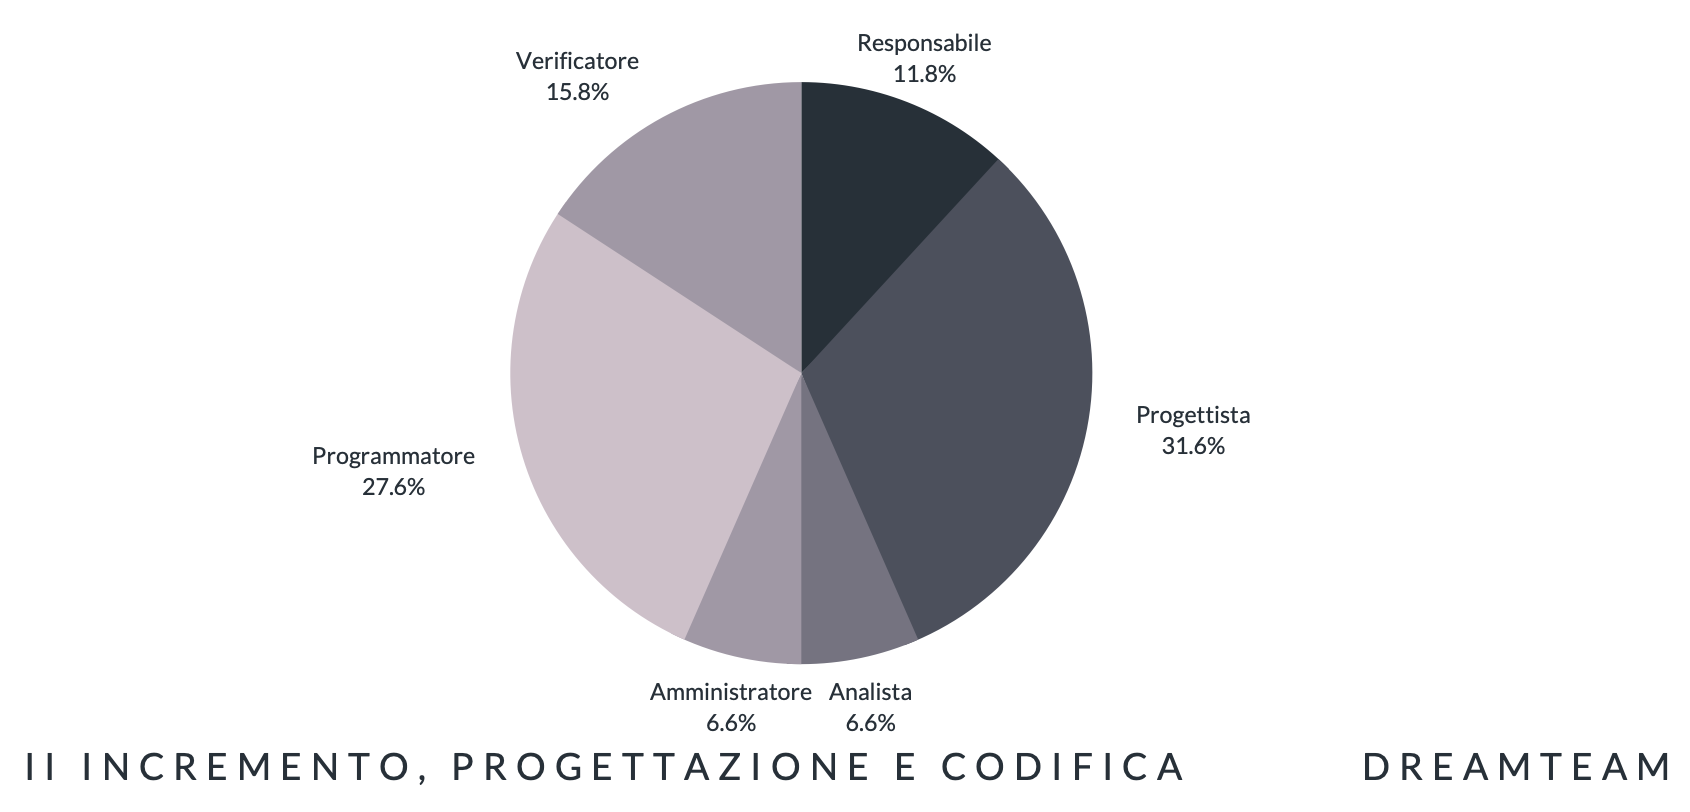 Responsabile
11.8%
Verificatore
15.8%
Progettista
31.6%
Programmatore
27.6%
Amministratore
6.6%
Analista
6.6%
II INCREMENTO, PROGETTAZIONE E CODIFICA
DREAMTEAM